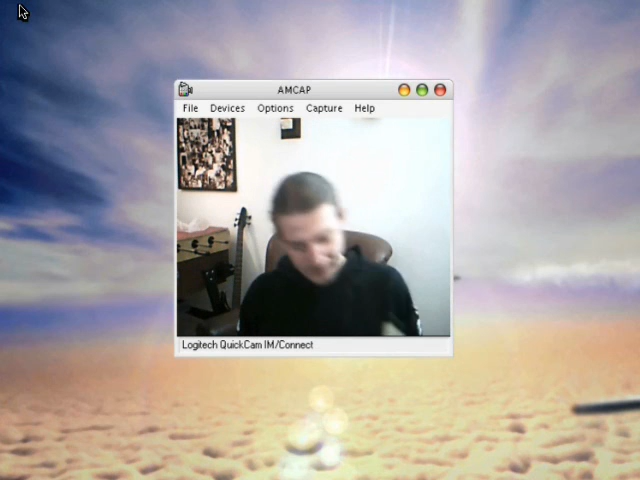 AMCAP
File Devices Options Capture Help
Logitech QuickCam IM/Connect